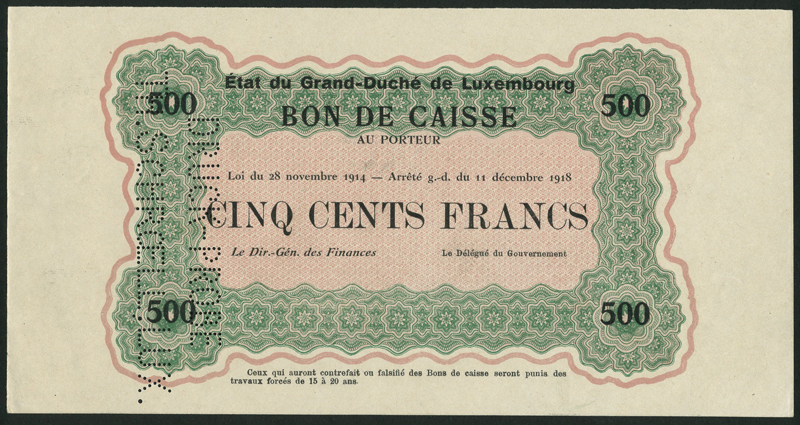 État du Grand-Duché de Luxembourg
500 500
BON DE CAISSE
AU PORTEUR
Loi du 28 novembre 1914 — Arrêté g.-d. du 11 décembre 1918
CINQ CENTS FRANCS
Le Dir.-Gén. des Finances Le Délégué du Gouvernement
500 500
Ceux qui auront contrefait ou falsifié des Bons de caisse seront punis des
travaux forcés de 15 à 20 ans.